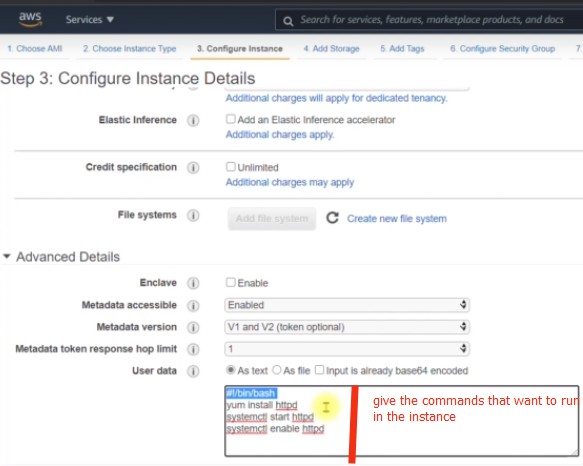 aws
Services
Search for services, features, marketplace products, and docs
1. Choose AMI 2. Choose Instance Type 3. Configure Instance 4. Add Storage 5. Add Tags 6. Configure Security Group 7.
Step 3: Configure Instance Details
Additional charges will apply for dedicated tenancy.
Elastic Inference i Add an Elastic Inference accelerator
Additional charges apply.
Credit specification i Unlimited
Additional charges may apply
File systems i Add file system Create new file system
Advanced Details
Enclave i Enable
Metadata accessible i Enabled
Metadata version i V1 and V2 (token optional)
Metadata token response hop limit i 1
User data i As text As file Input is already base64 encoded
#!/bin/bash
yum install httpd
systemctl start httpd
systemctl enable httpd
give the commands that want to run
in the instance